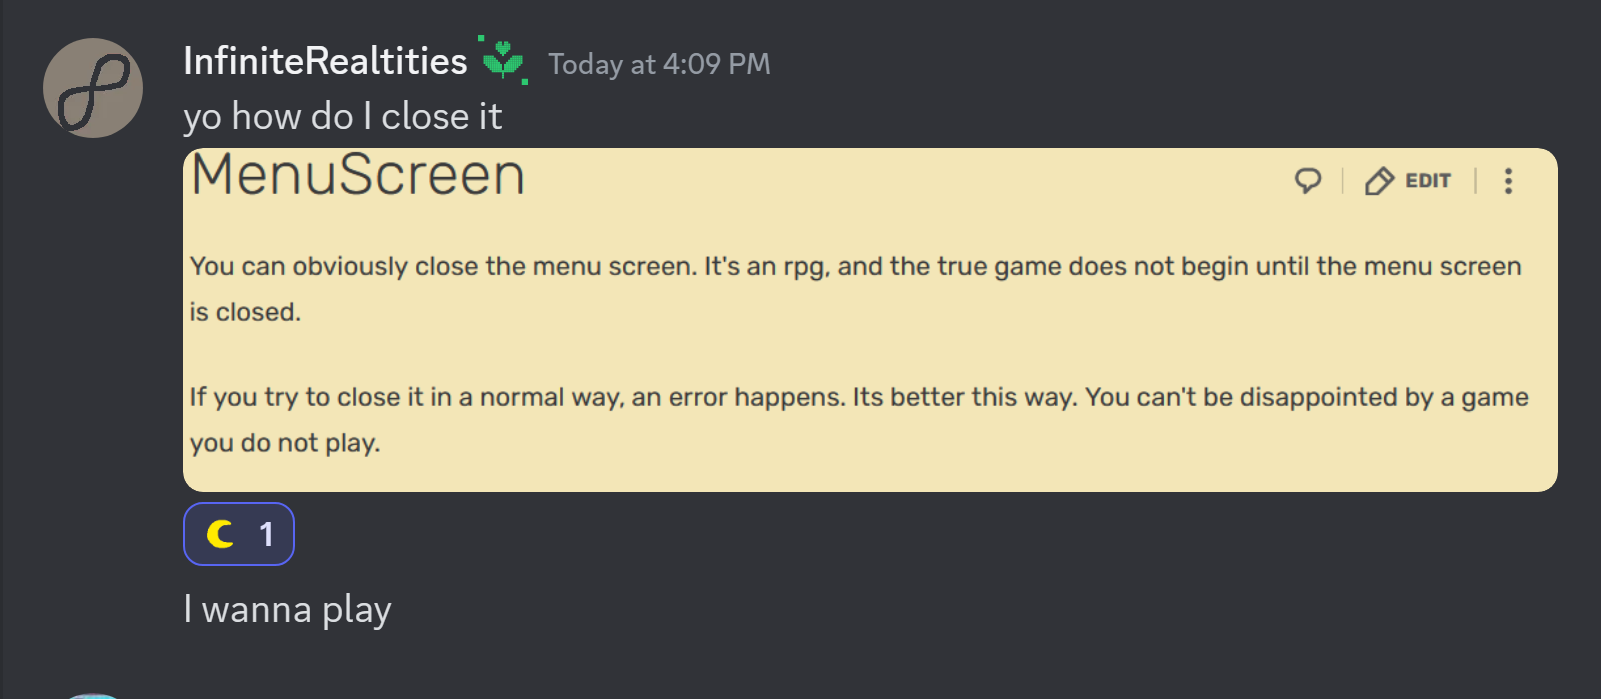 InfiniteRealtities Today at 4:09 PM
yo how do I close it
MenuScreen
EDIT
You can obviously close the menu screen. It's an rpg, and the true game does not begin until the menu screen
is closed.
If you try to close it in a normal way, an error happens. Its better this way. You can't be disappointed by a game
you do not play.
1
I wanna play